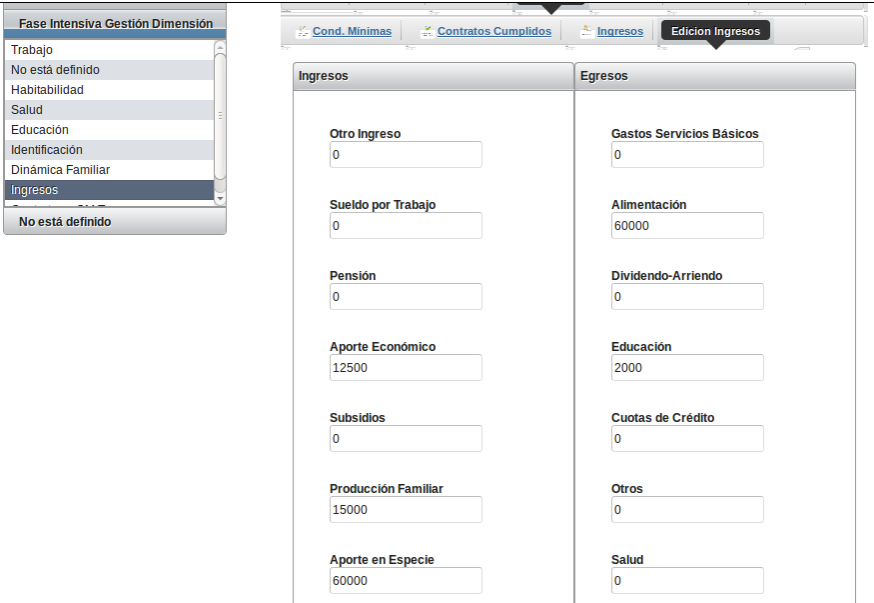 Fase Intensiva Gestión Dimensión
Trabajo
No está definido
Habitabilidad
Salud
Educación
Identificación
Dinámica Familiar
Ingresos
No está definido
Cond. Mínimas
Contratos Cumplidos
Ingresos
Edicion Ingresos
Ingresos
Otro Ingreso
0
Sueldo por Trabajo
0
Pensión
0
Aporte Económico
12500
Subsidios
0
Producción Familiar
15000
Aporte en Especie
60000
Egresos
Gastos Servicios Básicos
0
Alimentación
60000
Dividendo-Arriendo
0
Educación
2000
Cuotas de Crédito
0
Otros
0
Salud
0